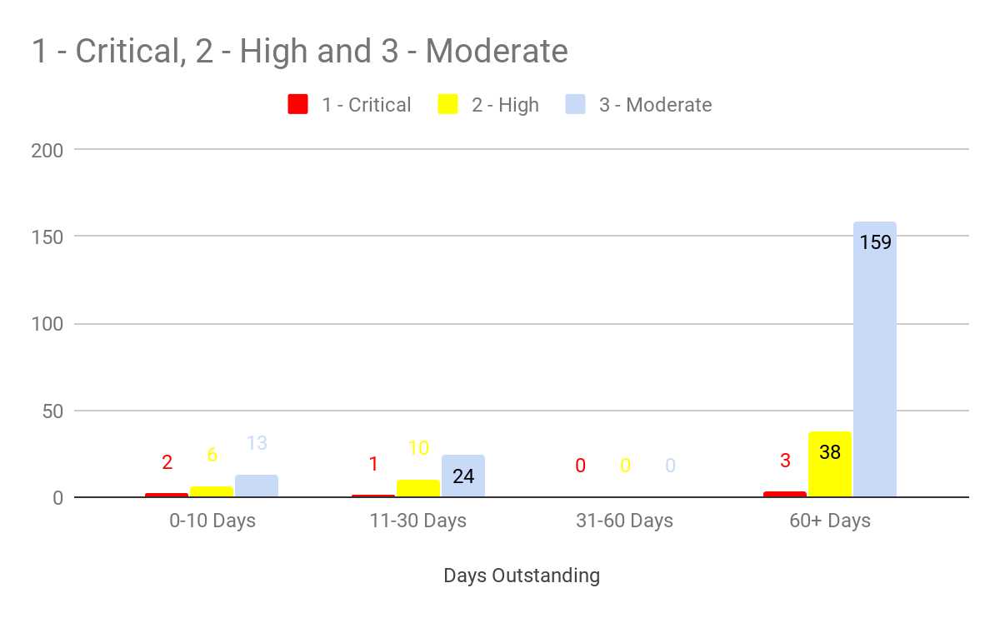 1 - Critical, 2 - High and 3 - Moderate
1 - Critical 2 - High 3 - Moderate
200
150
159
100
50
2 6 13 1 10 24 0 0 0 3 38
0
0-10 Days 11-30 Days 31-60 Days 60+ Days
Days Outstanding